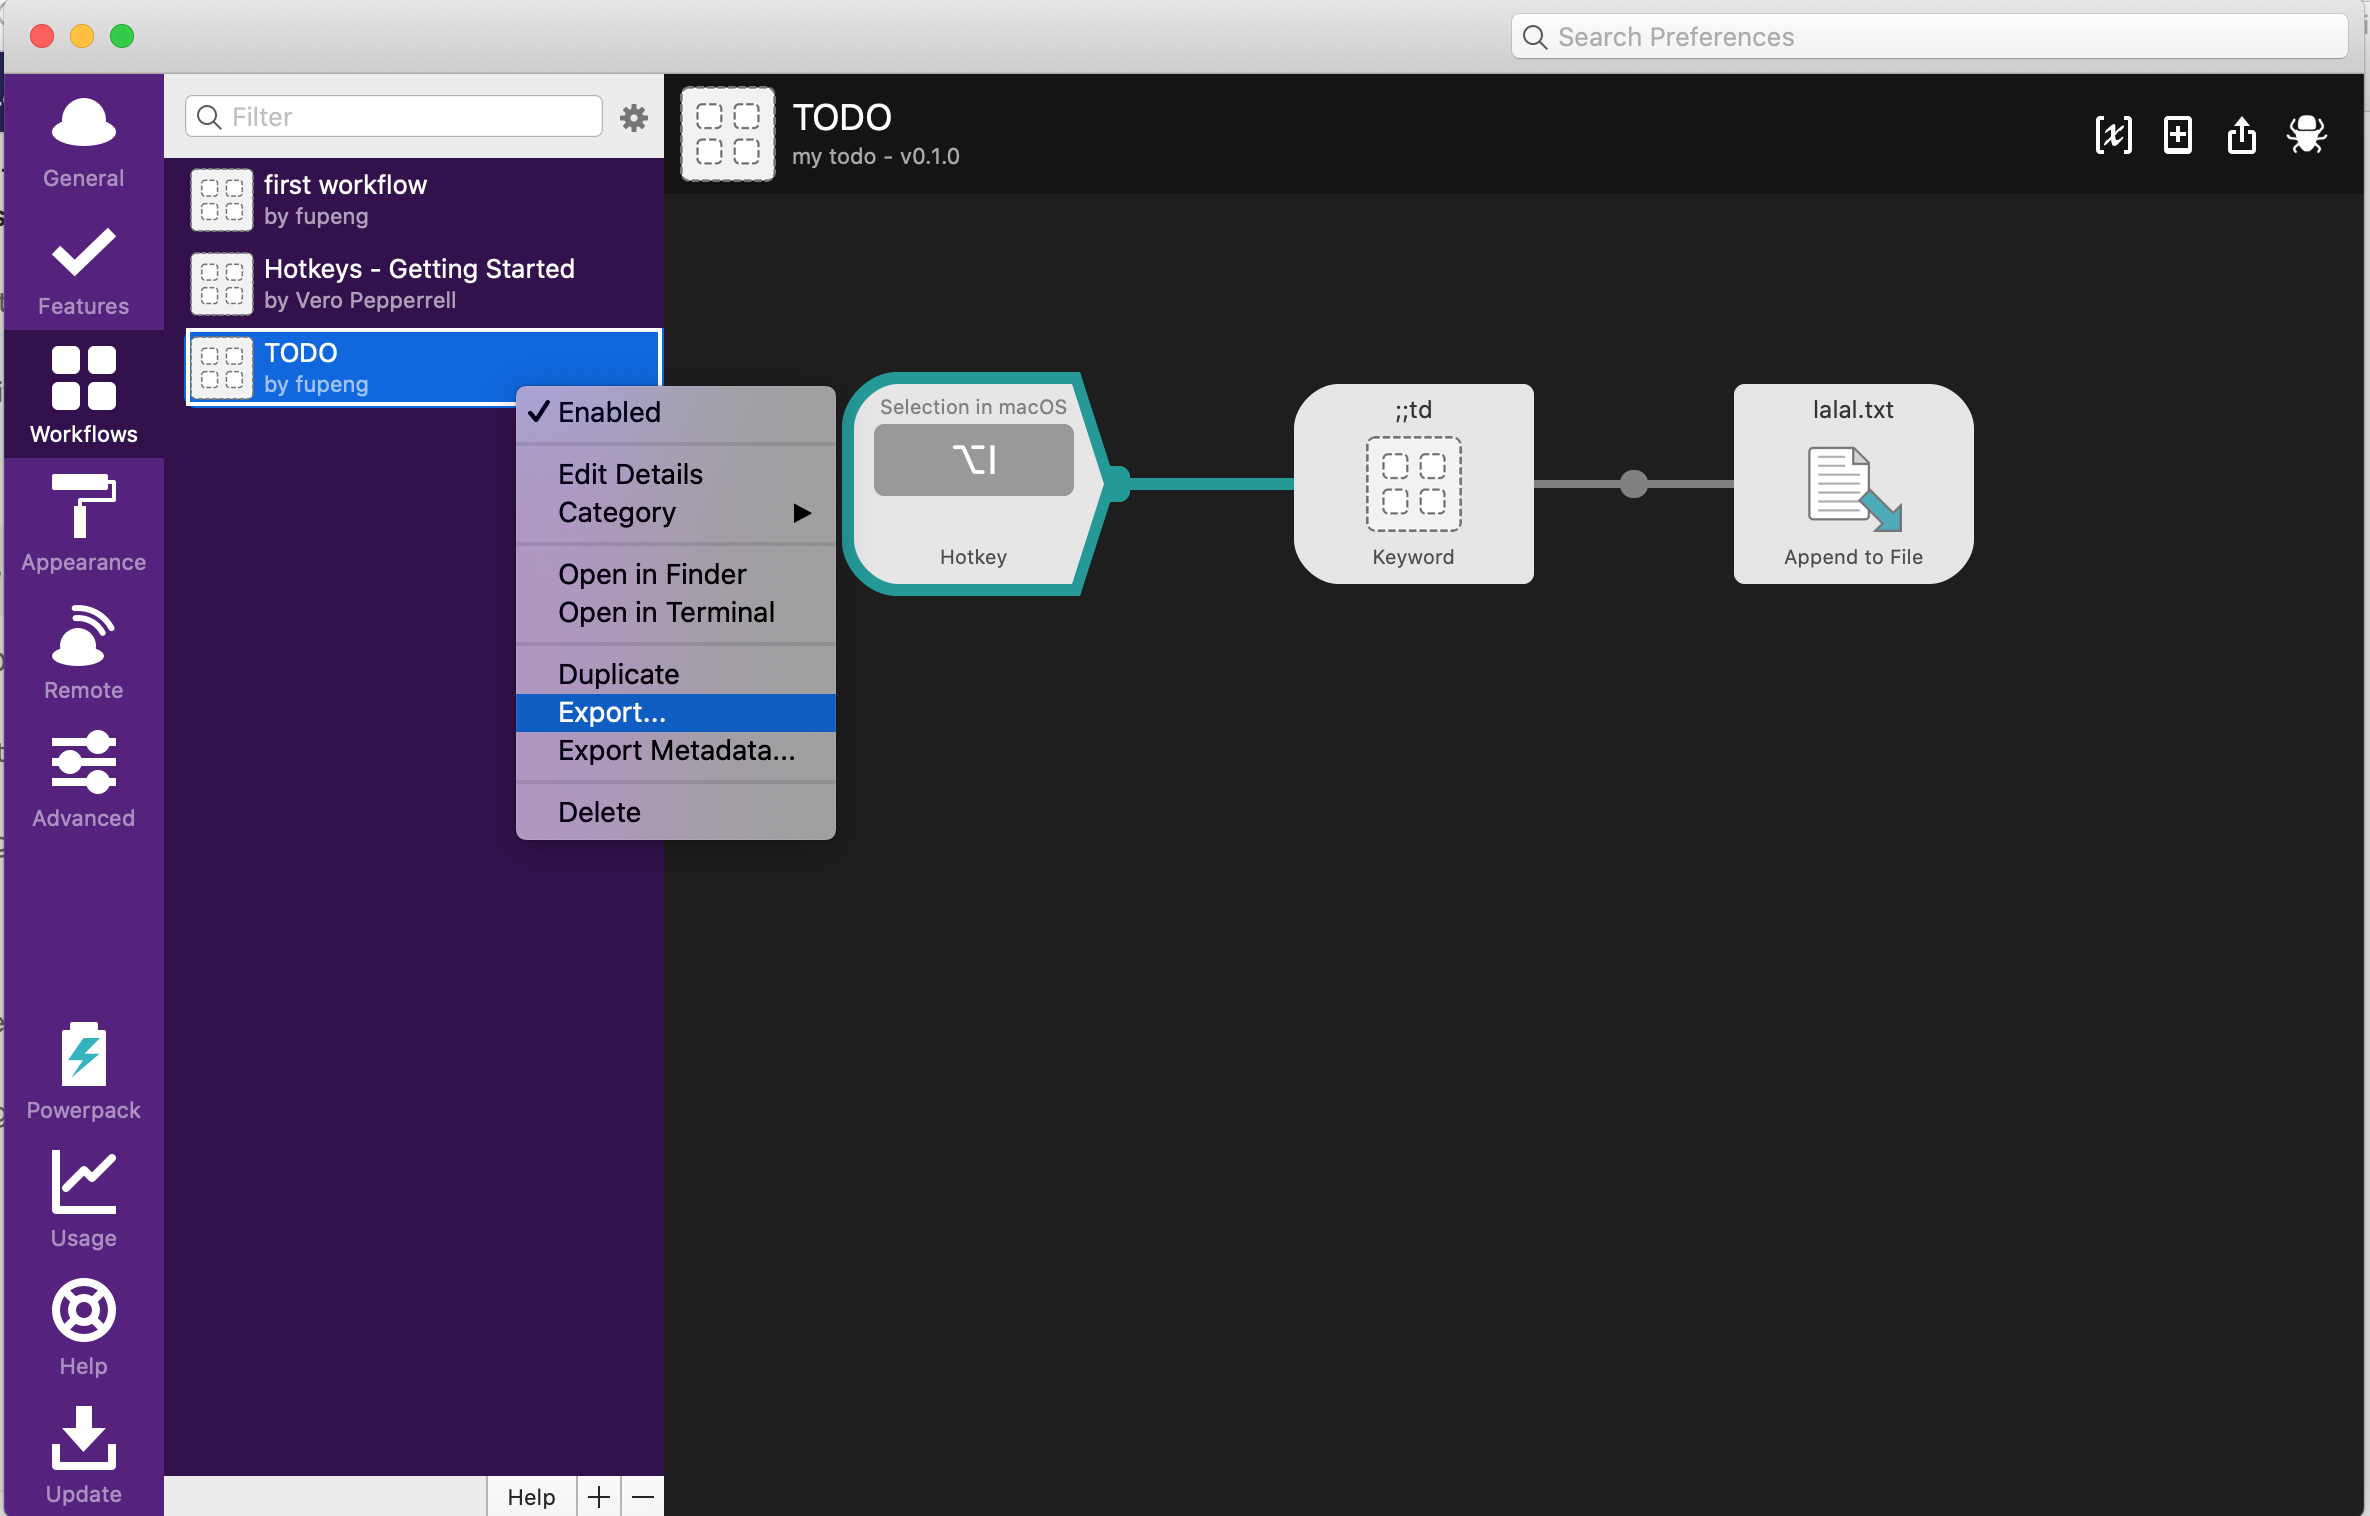 Search Preferences
General
Features
Workflows
Appearance
Remote
Advanced
Powerpack
Usage
Help
Update
Filter
first workflow
by fupeng
Hotkeys - Getting Started
by Vero Pepperrell
TODO
by fupeng
✓ Enabled
Edit Details
Category
Open in Finder
Open in Terminal
Duplicate
Export...
Export Metadata...
Delete
Help
TODO
my todo - v0.1.0
Selection in macOS
Hotkey
;;td
Keyword
lalal.txt
Append to File